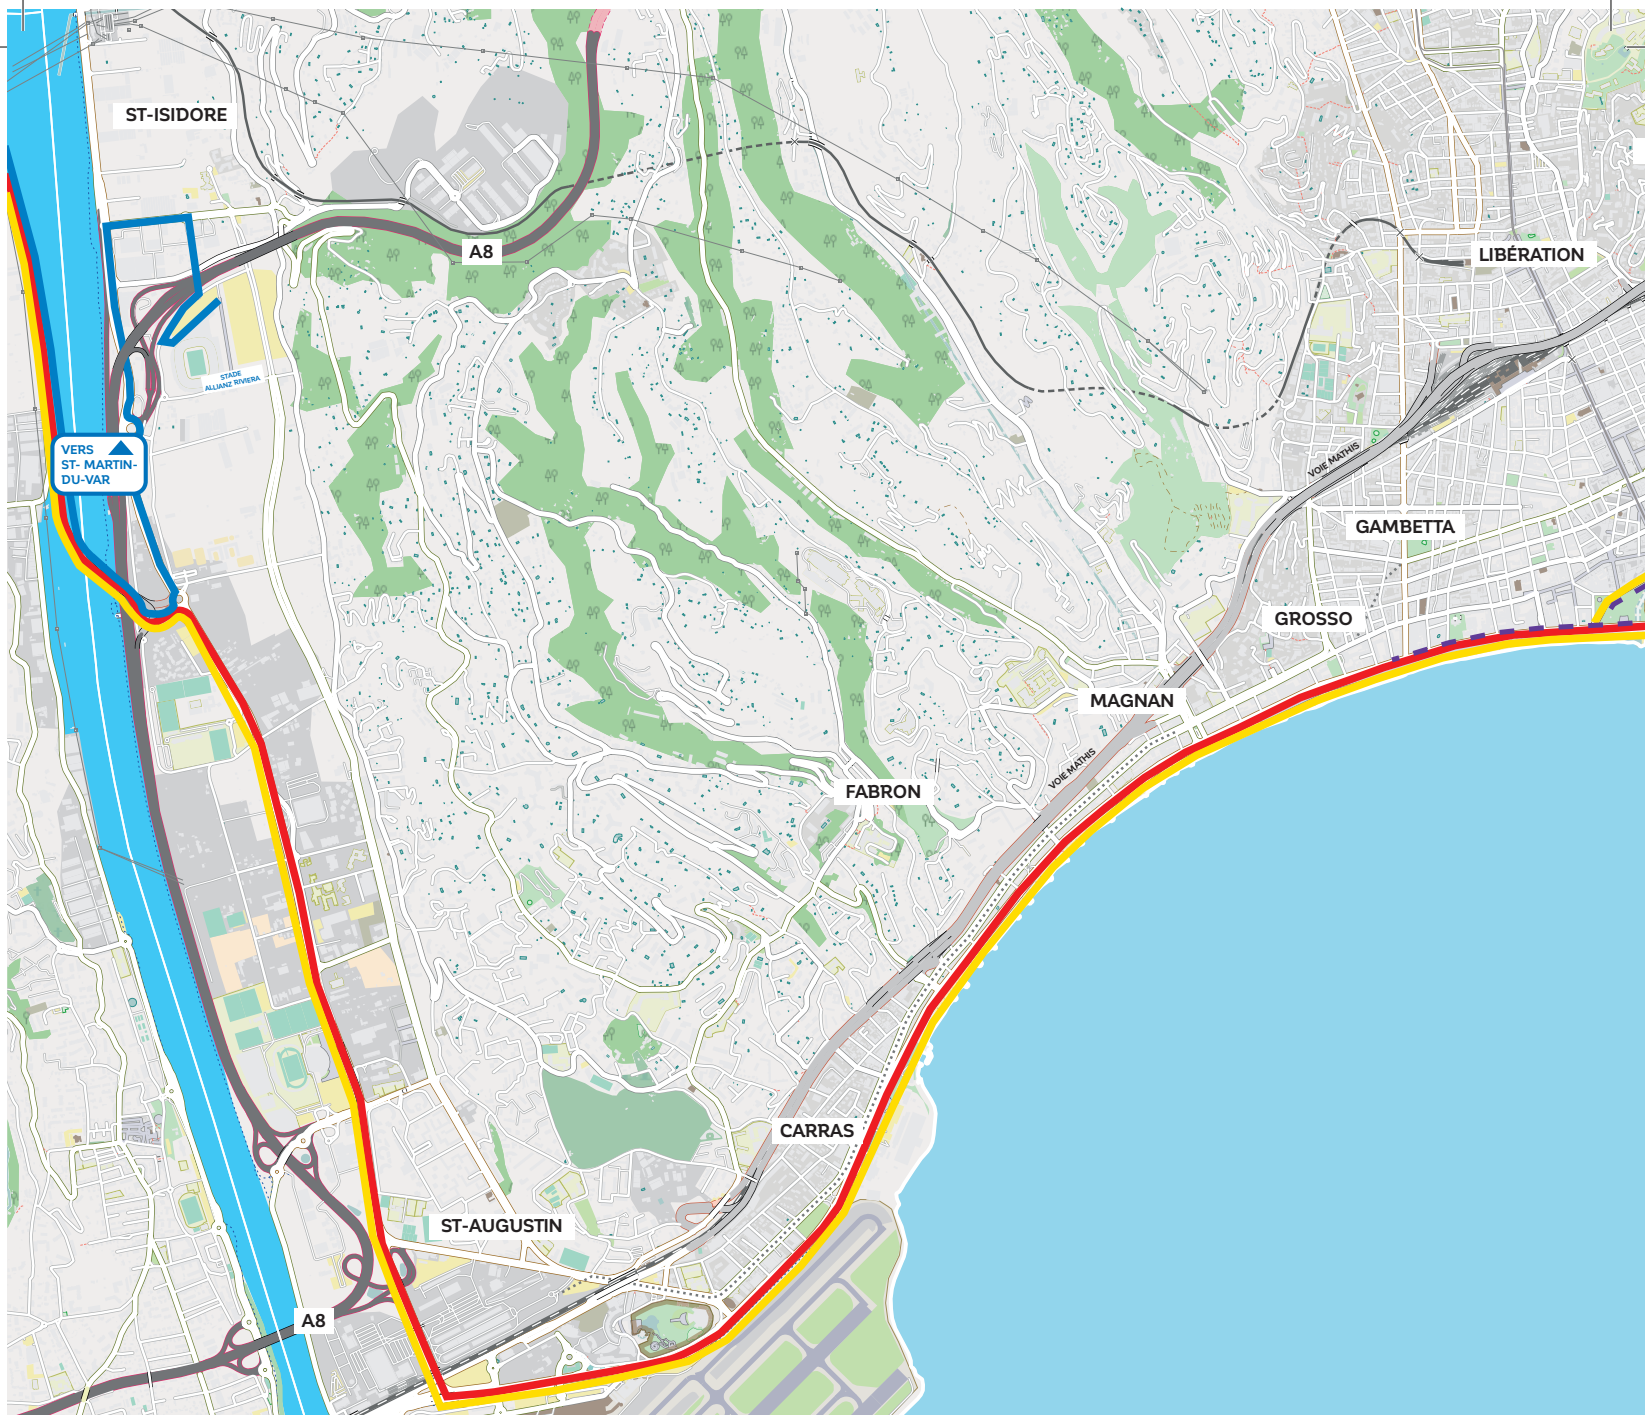 ST-ISIDORE
A8
LIBÉRATION
STADE
ALLIANZ RIVIERA
VERS
ST- MARTIN-
DU-VAR
VOIE MATHIS
GAMBETTA
GROSSO
MAGNAN
VOIE MATHIS
FABRON
CARRAS
ST-AUGUSTIN
A8